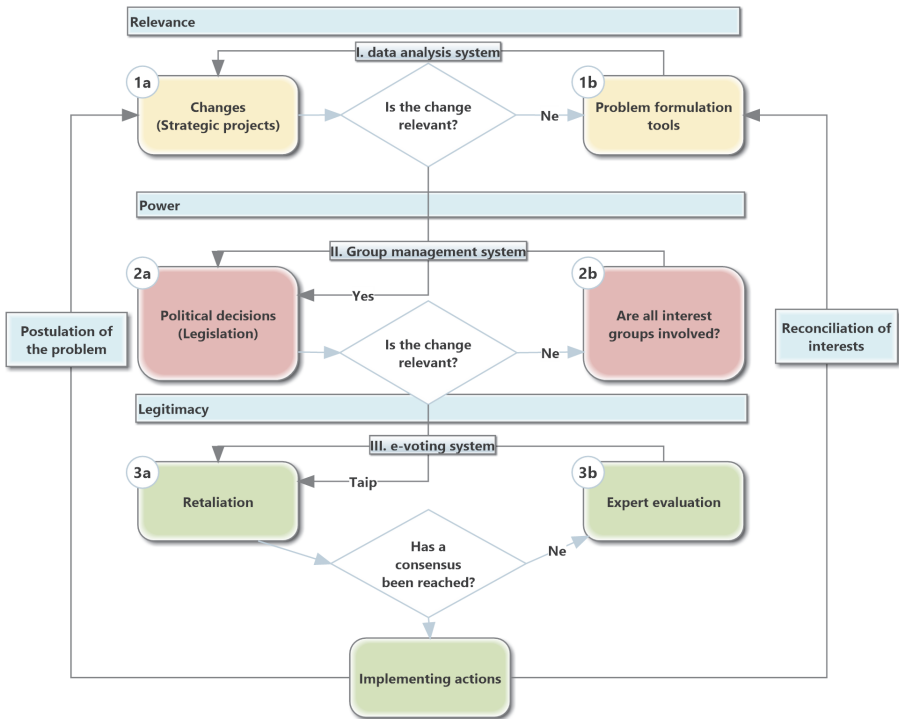 Relevance
I. data analysis system
1a
Changes
(Strategic projects)
Is the change
relevant?
Ne
1b
Problem formulation
tools
Power
II. Group management system
2a
Political decisions
(Legislation)
Yes
Is the change
relevant?
Ne
2b
Are all interest
groups involved?
Postulation of
the problem
Reconciliation of
interests
Legitimacy
III. e-voting system
3a
Retaliation
Taip
Has a
consensus
been reached?
Ne
3b
Expert evaluation
Implementing actions